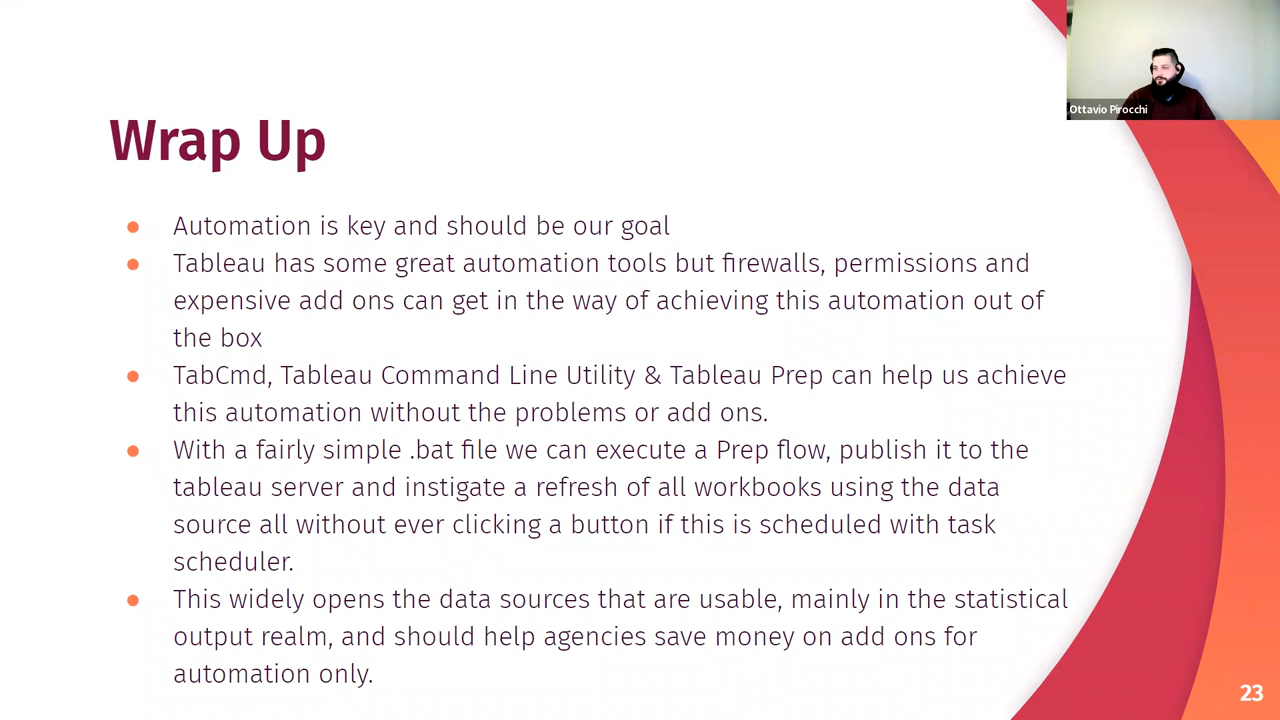 Ottavio Pirocchi
Wrap Up
● Automation is key and should be our goal
● Tableau has some great automation tools but firewalls, permissions and
expensive add ons can get in the way of achieving this automation out of
the box
● TabCmd, Tableau Command Line Utility & Tableau Prep can help us achieve
this automation without the problems or add ons.
● With a fairly simple .bat file we can execute a Prep flow, publish it to the
tableau server and instigate a refresh of all workbooks using the data
source all without ever clicking a button if this is scheduled with task
scheduler.
● This widely opens the data sources that are usable, mainly in the statistical
output realm, and should help agencies save money on add ons for
automation only.
23